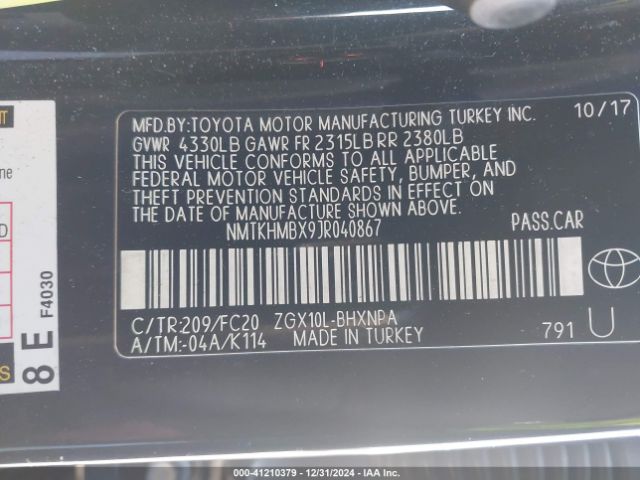 MFD.BY:TOYOTA MOTOR MANUFACTURING TURKEY INC. 10/17
GVWR 4330LB GAWR FR 2315LB RR 2380LB
THIS VEHICLE CONFORMS TO ALL APPLICABLE
FEDERAL MOTOR VEHICLE SAFETY, BUMPER, AND
THEFT PREVENTION STANDARDS IN EFFECT ON
THE DATE OF MANUFACTURE SHOWN ABOVE.
NMTKHMBX9JR040867 PASS.CAR
C/TR:209/FC20 ZGX10L-BHXNPA
A/TM:-04A/K114 MADE IN TURKEY 791 U
8 E F4030
000-41210379 - 12/31/2024 - IAA Inc.